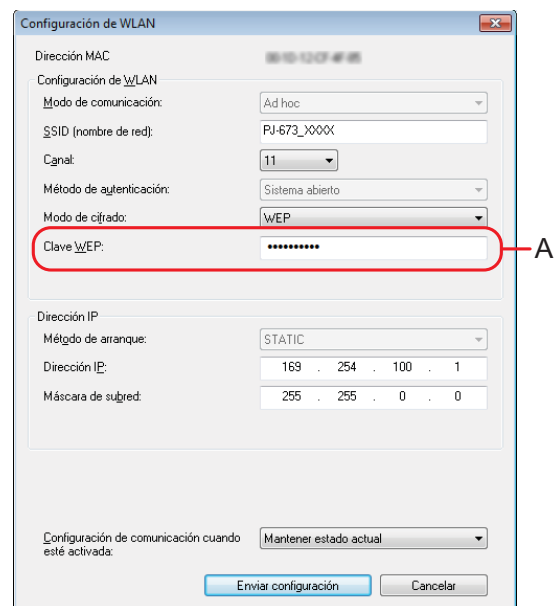 Configuración de WLAN
Dirección MAC
Configuración de WLAN
Modo de comunicación: Ad hoc
SSID (nombre de red): PJ-673_XXXX
Canal: 11
Método de autenticación: Sistema abierto
Modo de cifrado: WEP
Clave WEP: ••••••••••
A
Dirección IP
Método de arranque: STATIC
Dirección IP: 169 . 254 . 100 . 1
Máscara de subred: 255 . 255 . 0 . 0
Configuración de comunicación cuando Mantener estado actual
esté activada:
Enviar configuración Cancelar